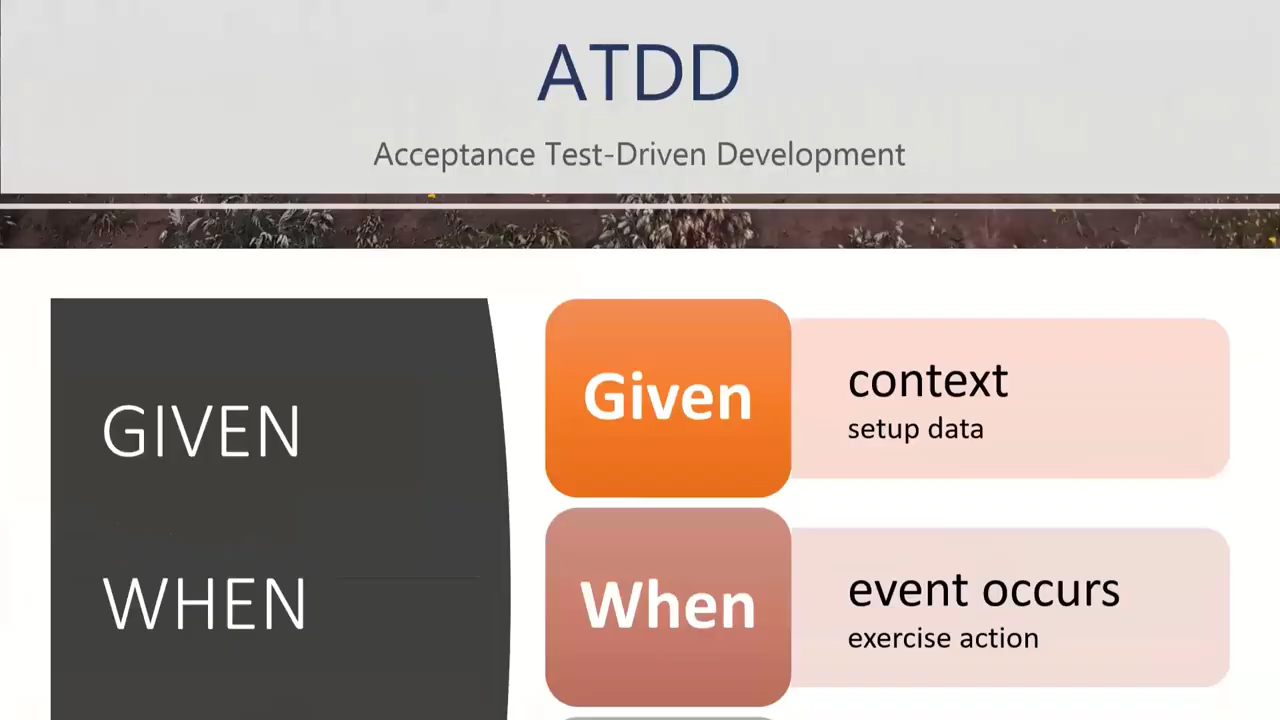 ATDD
Acceptance Test-Driven Development
GIVEN
WHEN
Given
context
setup data
When
event occurs
exercise action